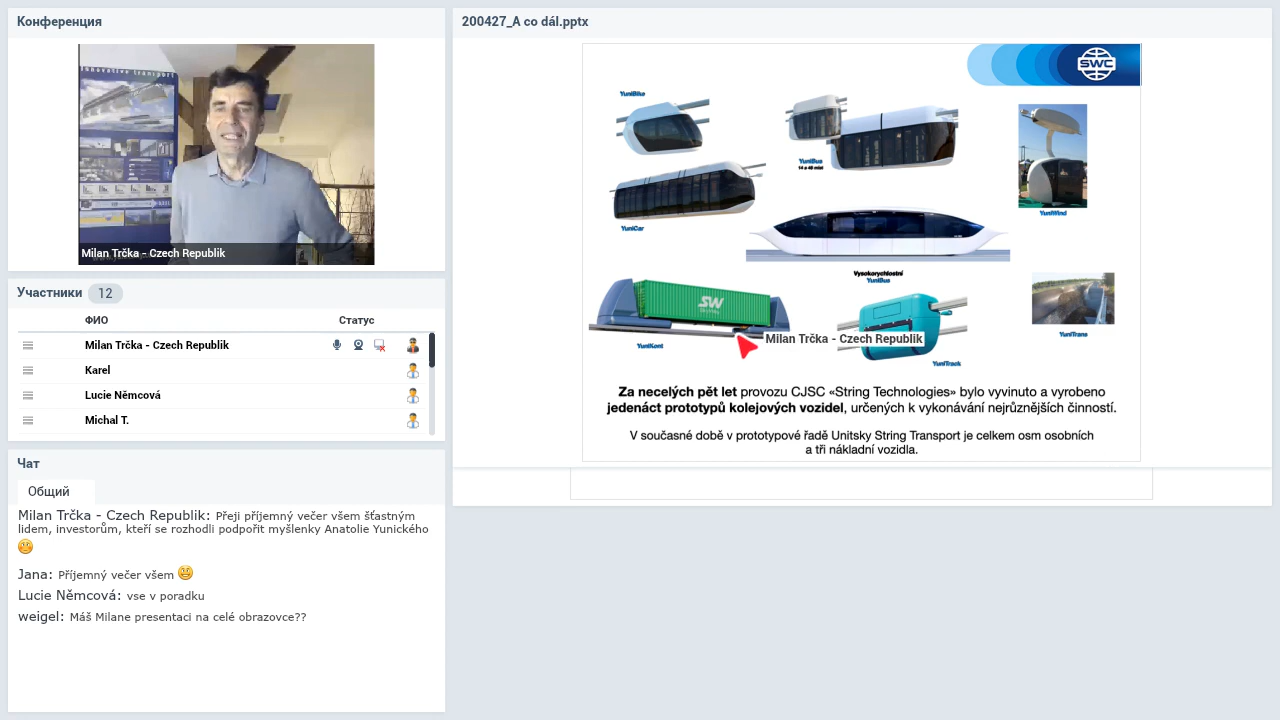 Конференция
innovative transport
Milan Trčka - Czech Republik
Участники 12
ФИО Статус
Milan Trčka - Czech Republik
Karel
Lucie Němcová
Michal T.
Чат
Общий
Milan Trčka - Czech Republik: Přeji příjemný večer všem šťastným
lidem, investorům, kteří se rozhodli podpořit myšlenky Anatolie Yunického
Jana: Příjemný večer všem
Lucie Němcová: vse v poradku
weigel: Máš Milane presentaci na celé obrazovce??
200427_A co dál.pptx
SWC
YuniBike
YuniBus
14 a 48 míst
YuniWind
YuniCar
Vysokorychlostní
YuniBus
SW
YuniKont
YuniTrans
Milan Trčka - Czech Republik
YuniTrack
Za necelých pět let provozu CJSC «String Technologies» bylo vyvinuto a vyrobeno
jedenáct prototypů kolejových vozidel, určených k vykonávání nejrůznějších činností.
V současné době v prototypové řadě Unitsky String Transport je celkem osm osobních
a tři nákladní vozidla.